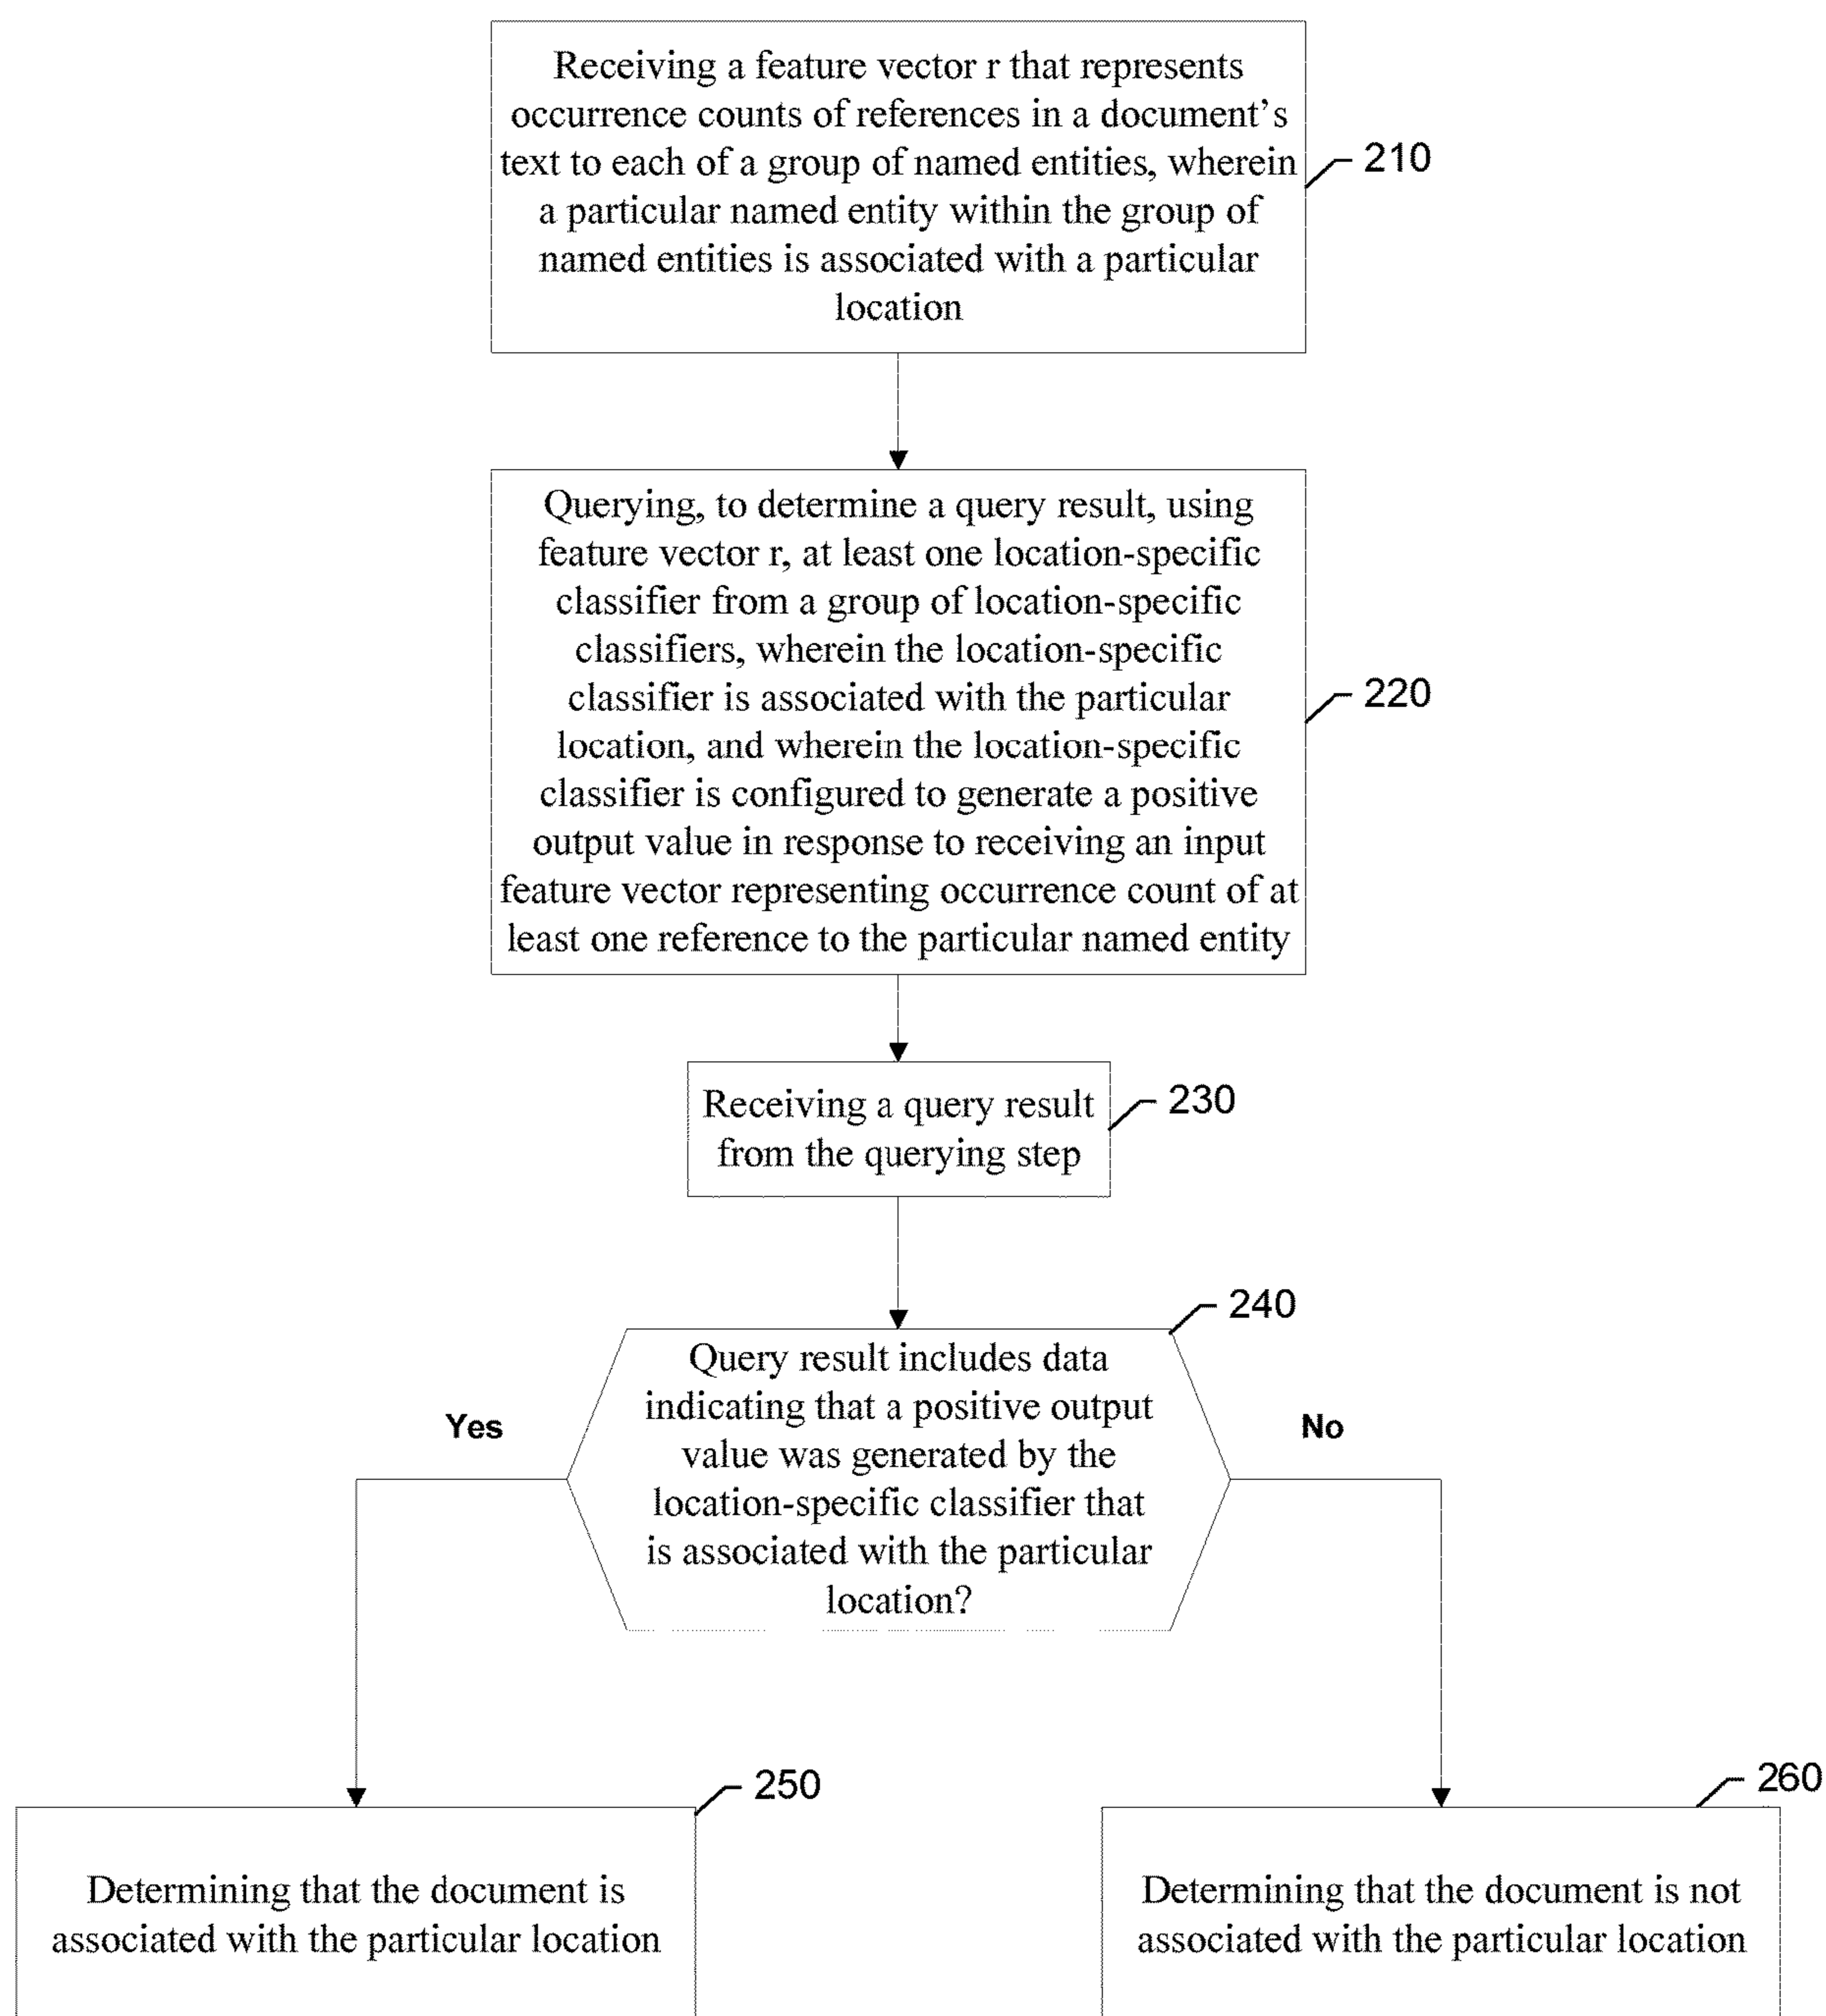 Receiving a feature vector r that represents
occurrence counts of references in a document's
text to each of a group of named entities, wherein
a particular named entity within the group of
named entities is associated with a particular
location
210
Querying, to determine a query result, using
feature vector r, at least one location-specific
classifier from a group of location-specific
classifiers, wherein the location-specific
classifier is associated with the particular
location, and wherein the location-specific
classifier is configured to generate a positive
output value in response to receiving an input
feature vector representing occurrence count of at
least one reference to the particular named entity
220
Receiving a query result
from the querying step
230
240
Query result includes data
indicating that a positive output
value was generated by the
location-specific classifier that
is associated with the particular
location?
Yes
No
250
Determining that the document is
associated with the particular location
260
Determining that the document is not
associated with the particular location